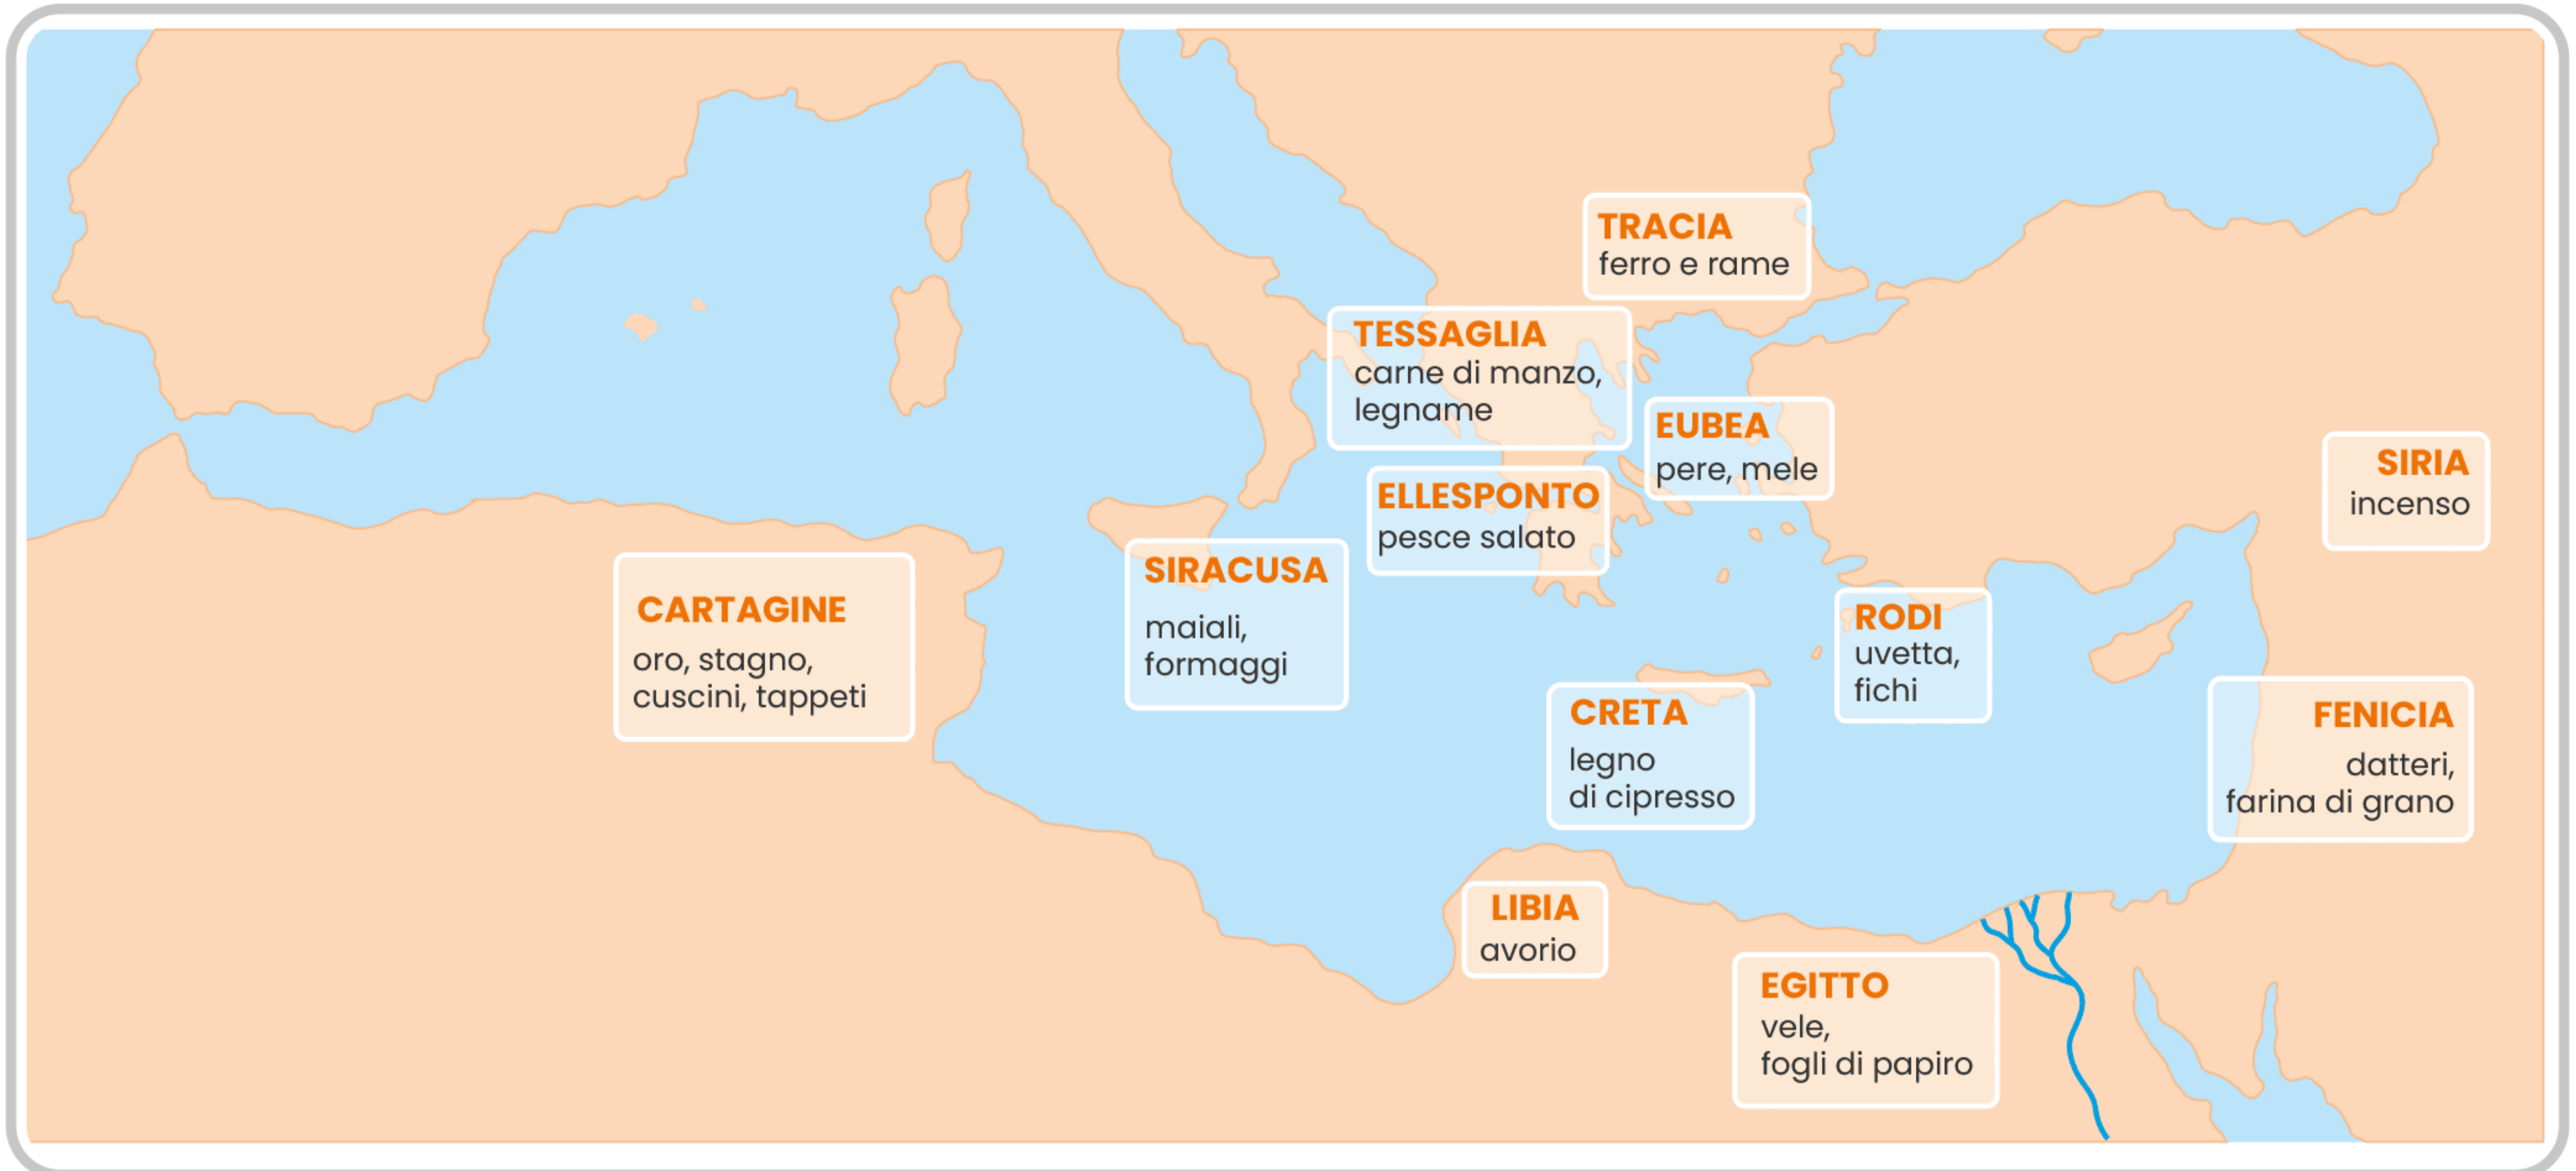 TRACIA
ferro e rame
TESSAGLIA
carne di manzo,
legname
EUBEA
pere, mele
SIRIA
incenso
ELLESPONTO
pesce salato
SIRACUSA
maiali,
formaggi
CARTAGINE
oro, stagno,
cuscini, tappeti
RODI
uvetta,
fichi
CRETA
legno
di cipresso
FENICIA
datteri,
farina di grano
LIBIA
avorio
EGITTO
vele,
fogli di papiro